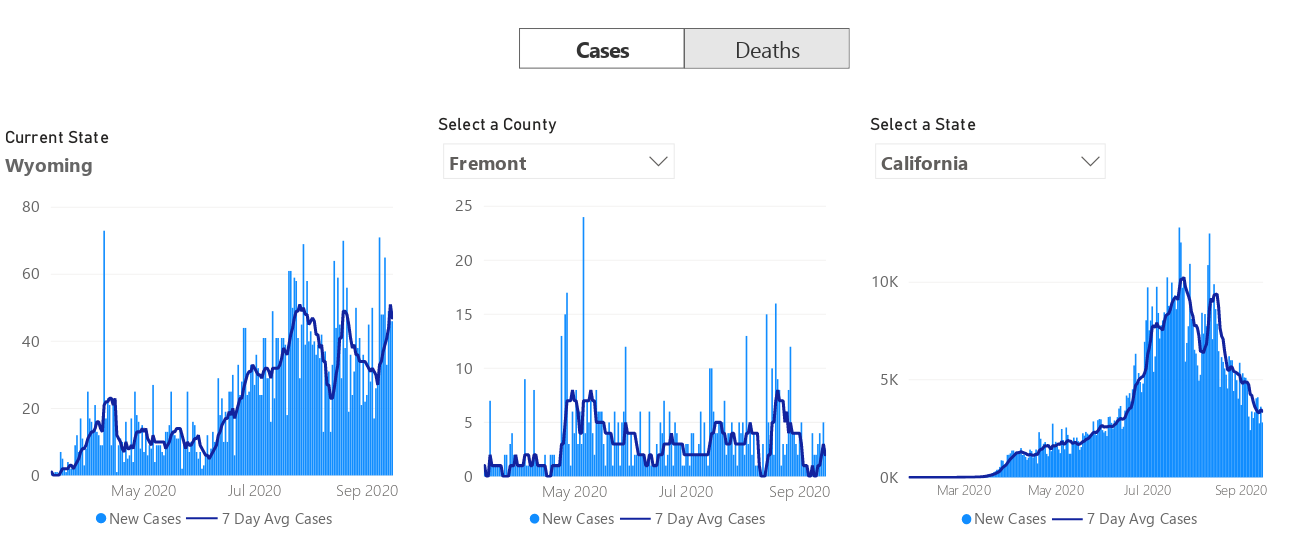 Cases Deaths
Current State
Wyoming
80
60
40
20
0
May 2020 Jul 2020 Sep 2020
New Cases 7 Day Avg Cases
Select a County
Fremont
25
20
15
10
5
0
May 2020 Jul 2020 Sep 2020
New Cases 7 Day Avg Cases
Select a State
California
10K
5K
0K
Mar 2020 May 2020 Jul 2020 Sep 2020
New Cases 7 Day Avg Cases